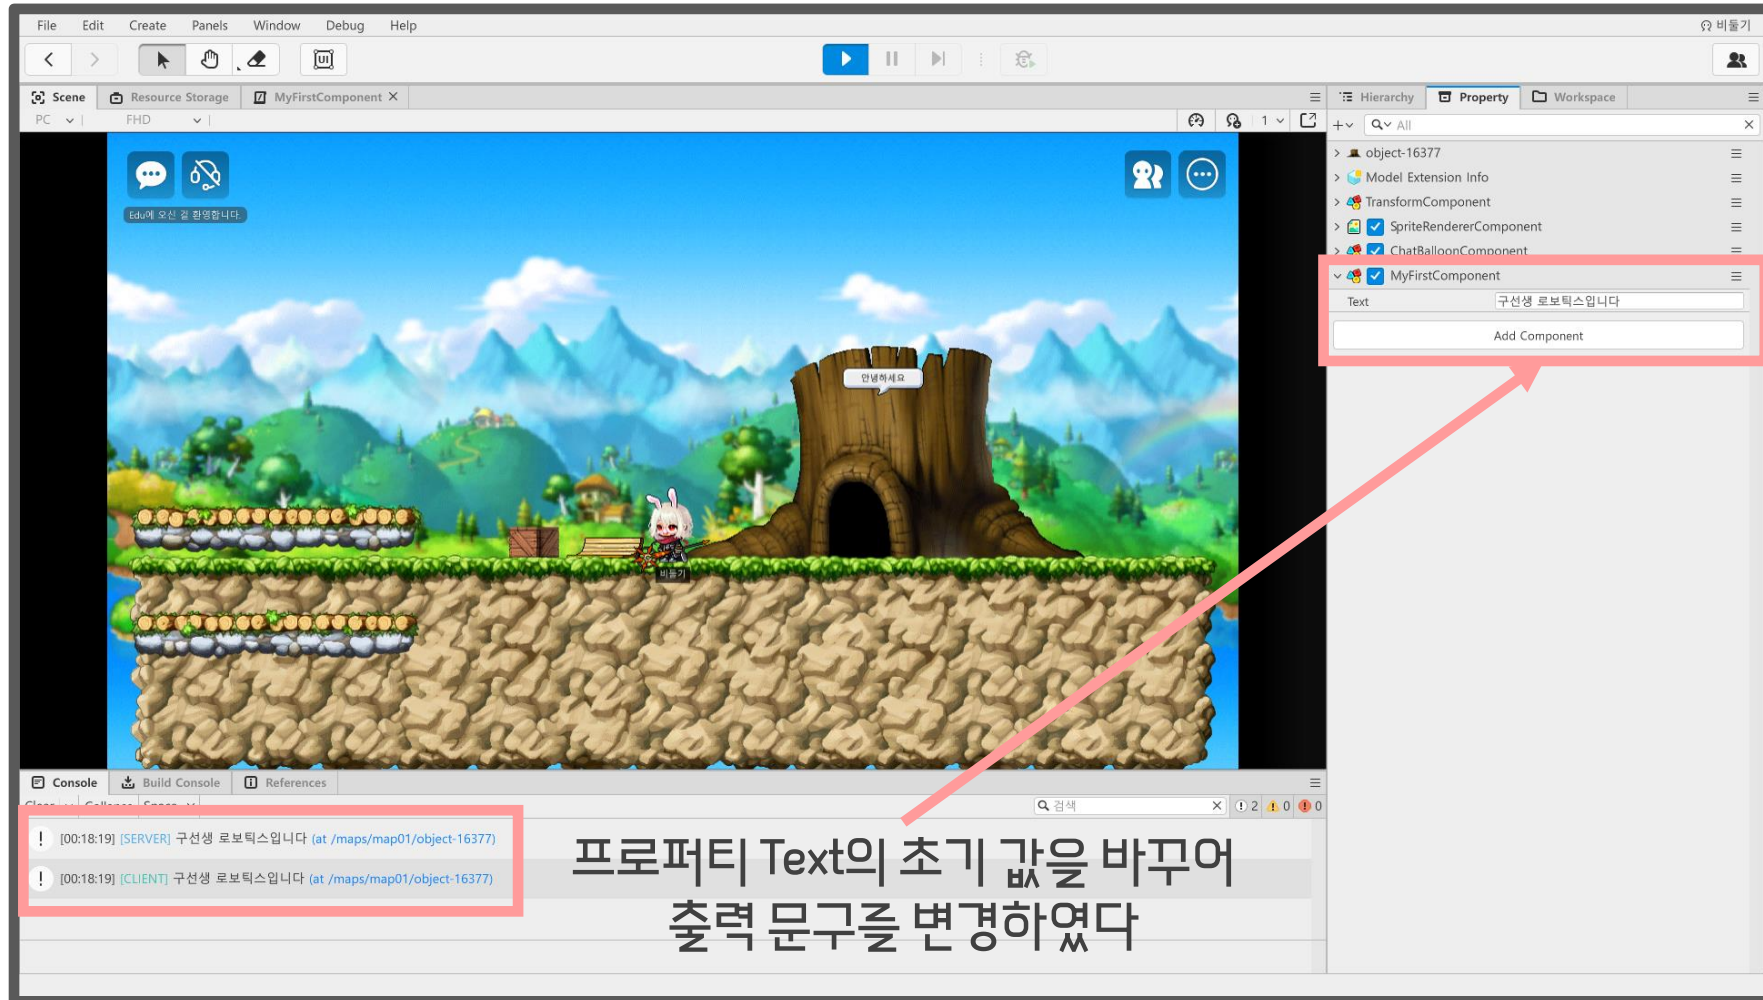 File Edit Create Panels Window Debug Help
비둘기
Scene Resource Storage MyFirstComponent
Hierarchy Property Workspace
PC FHD
1
All
object-16377
Model Extension Info
TransformComponent
SpriteRendererComponent
ChatBalloonComponent
MyFirstComponent
Text 구선생 로보틱스입니다
Add Component
UI
Edu에 오신 걸 환영합니다.
안녕하세요
비둘기
Console Build Console References
Clear Collapse Space
검색
2 0 0
[00:18:19] [SERVER] 구선생 로보틱스입니다 (at /maps/map01/object-16377)
[00:18:19] [CLIENT] 구선생 로보틱스입니다 (at /maps/map01/object-16377)
프로퍼티 Text의 초기 값을 바꾸어
출력 문구를 변경하였다